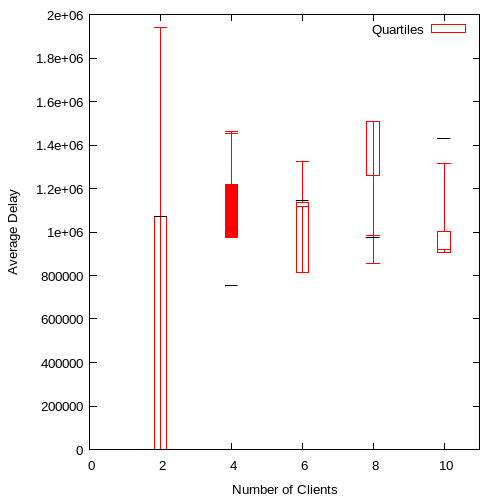 2e+06
Quartiles
1.8e+06
1.6e+06
1.4e+06
1.2e+06
1e+06
800000
600000
400000
200000
0
Average Delay
0 2 4 6 8 10
Number of Clients